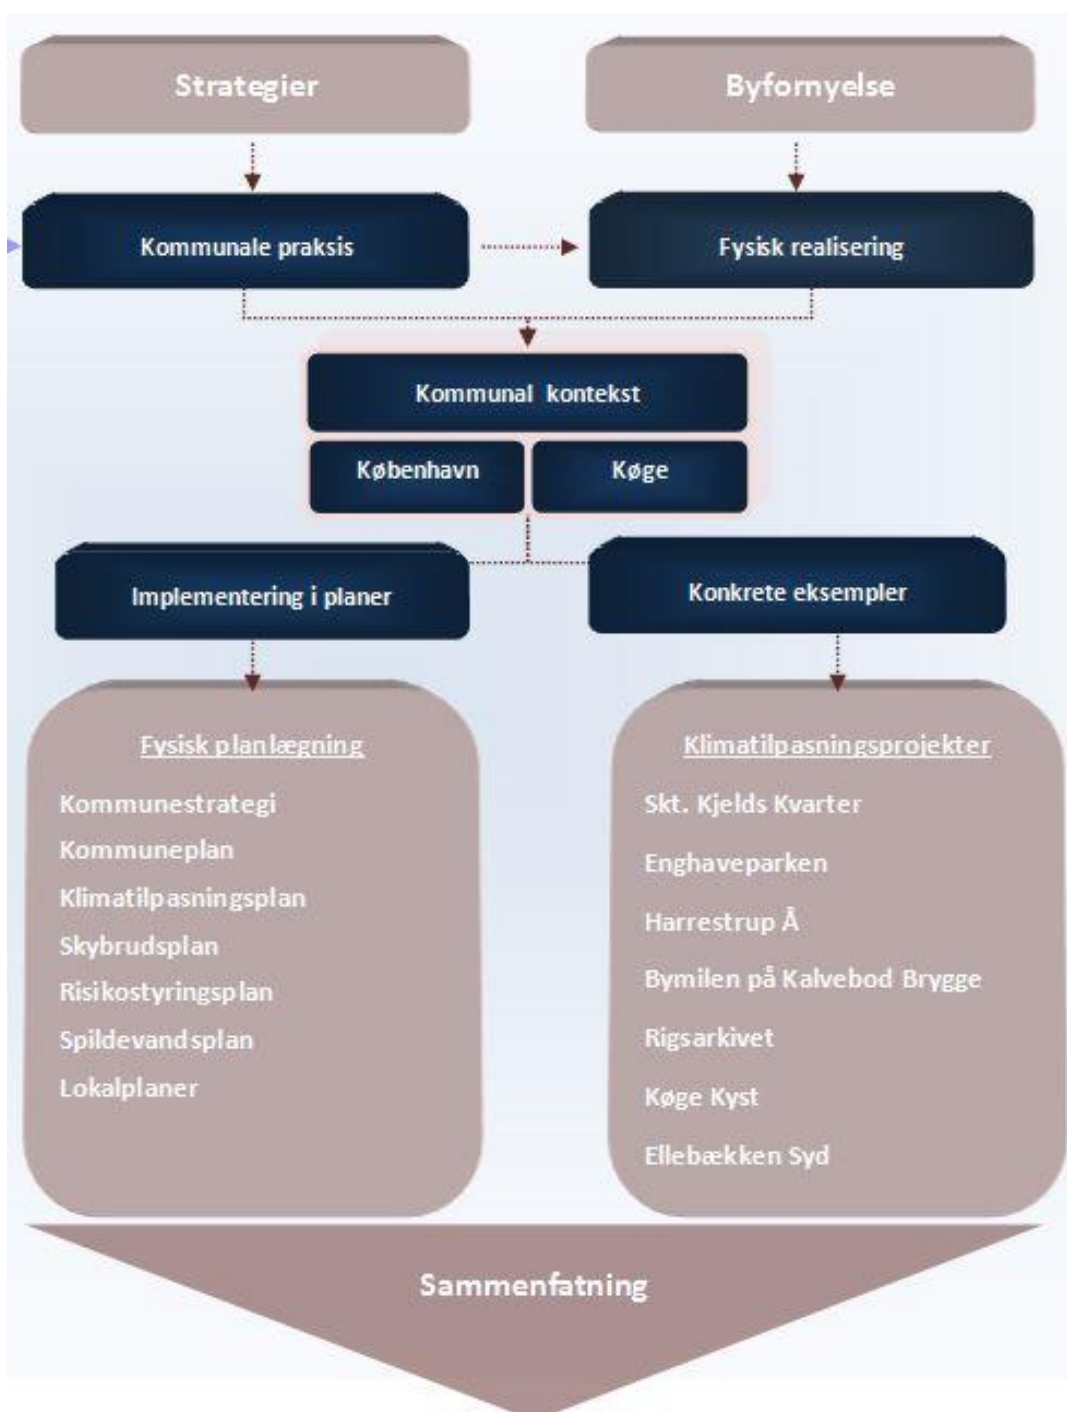 Strategier
Byfornyelse
Kommunale praksis
Fysisk realisering
Kommunal kontekst
København
Køge
Implementering i planer
Konkrete eksempler
Fysisk planlægning
Kommunestrategi
Kommuneplan
Klimatilpasningsplan
Skybrudsplan
Risikostyringsplan
Spildevandsplan
Lokalplaner
Klimatilpasningsprojekter
Skt. Kjelds Kvarter
Enghaveparken
Harrestrup Å
Bymilen på Kalvebod Brygge
Rigsarkivet
Køge Kyst
Ellebækken Syd
Sammenfatning